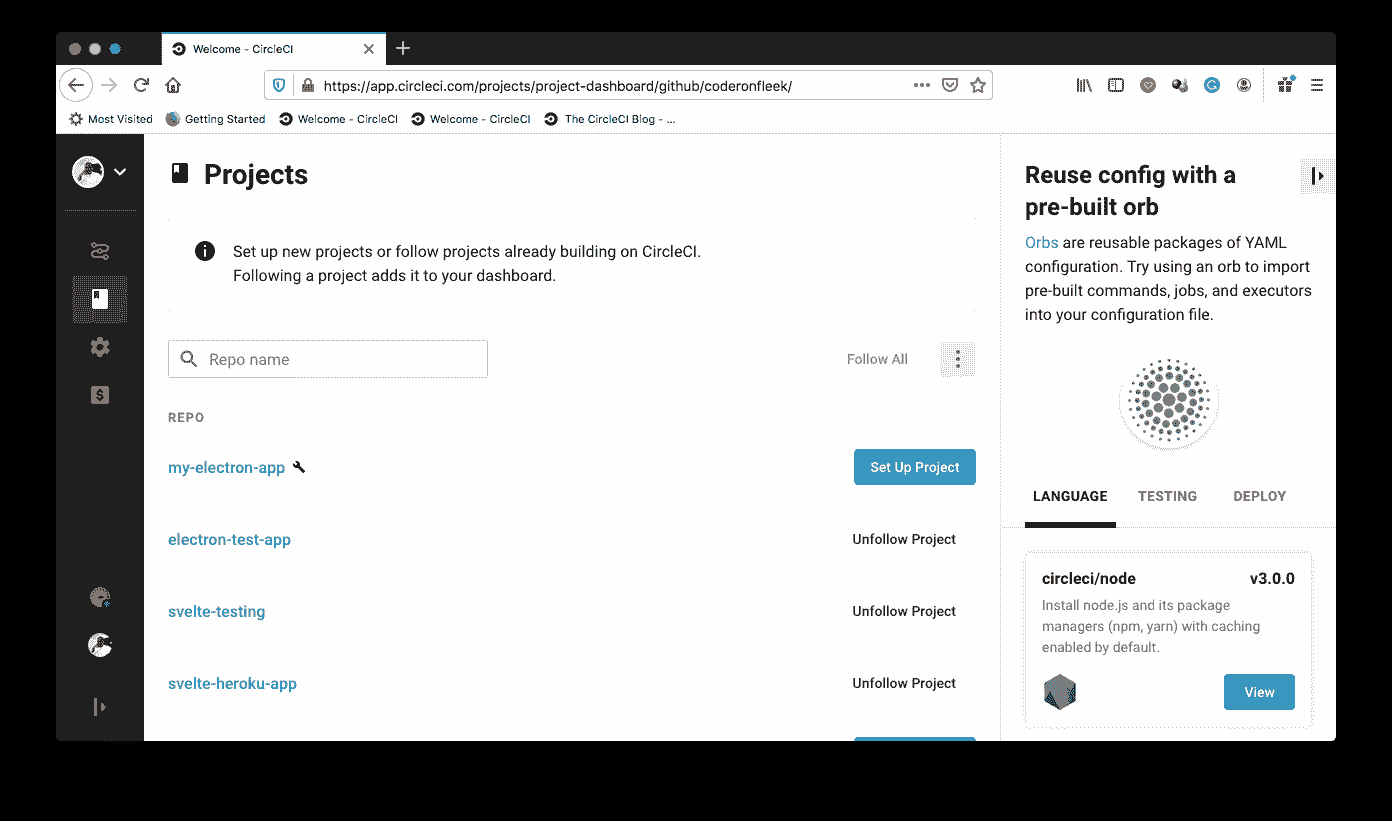 Welcome - CircleCI
https://app.circleci.com/projects/project-dashboard/github/coderonfleek/
Most Visited
Getting Started
Welcome - CircleCI
Welcome - CircleCI
The CircleCI Blog - ...
Projects
Set up new projects or follow projects already building on CircleCI.
Following a project adds it to your dashboard.
Repo name
Follow All
REPO
my-electron-app
Set Up Project
electron-test-app
Unfollow Project
svelte-testing
Unfollow Project
svelte-heroku-app
Unfollow Project
Reuse config with a
pre-built orb
Orbs are reusable packages of YAML
configuration. Try using an orb to import
pre-built commands, jobs, and executors
into your configuration file.
LANGUAGE
TESTING
DEPLOY
circleci/node
v3.0.0
Install node.js and its package
managers (npm, yarn) with caching
enabled by default.
View